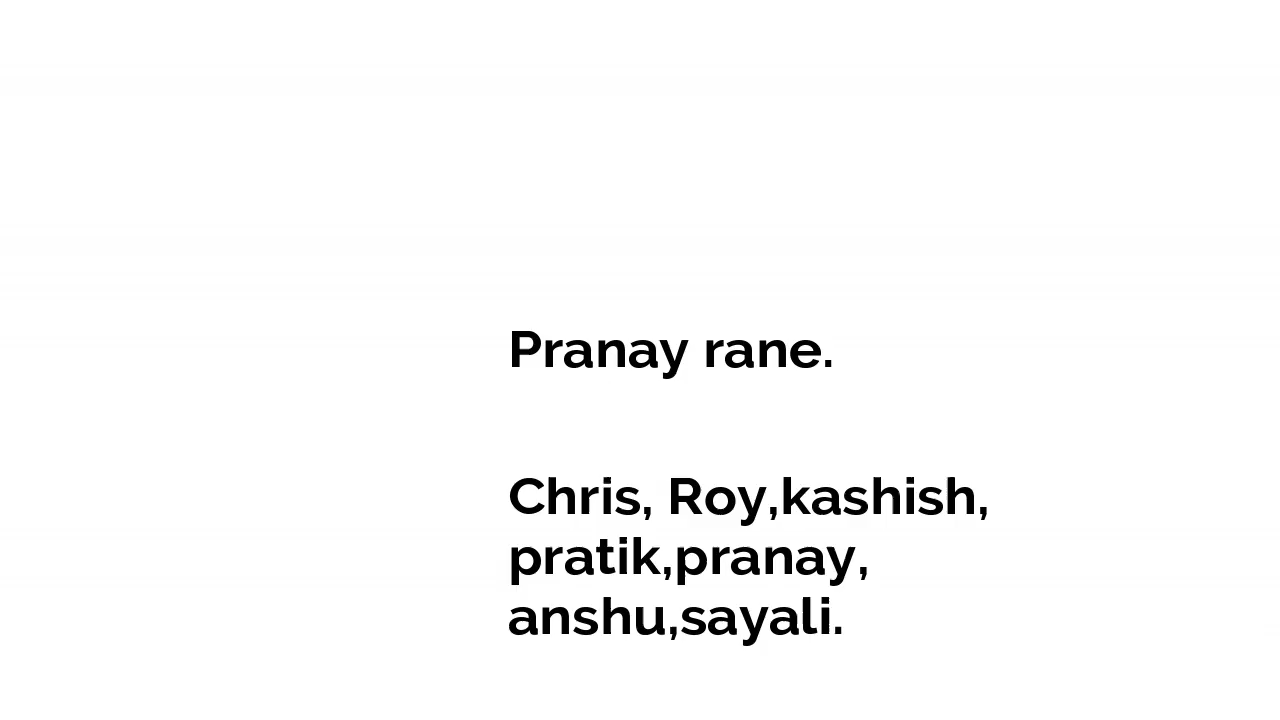 Pranay rane.
Chris, Roy,kashish,
pratik,pranay,
anshu,sayali.